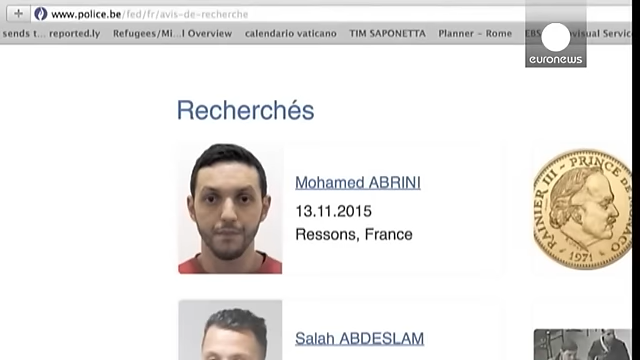 www.police.be/fed/fr/avis-de-recherche
sends t... reported.ly Refugees/Mi...l Overview calendario vaticano TIM SAPONETTA Planner - Rome EBS
euronews
Recherchés
Mohamed ABRINI
13.11.2015
Ressons, France
RAINIER III - PRINCE DE
1971
Salah ABDESLAM